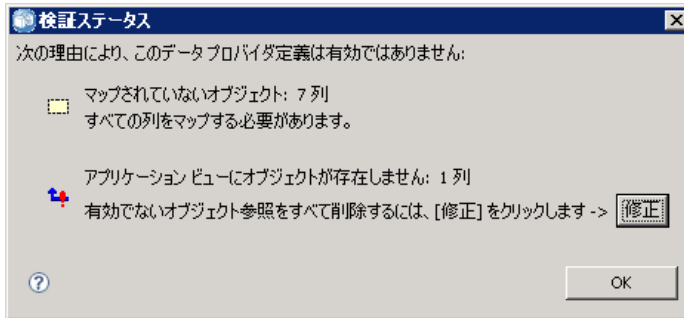 検証ステータス
次の理由により、このデータ プロバイダ定義は有効ではありません:
マップされていないオブジェクト: 7 列
すべての列をマップする必要があります。
アプリケーション ビューにオブジェクトが存在しません: 1 列
有効でないオブジェクト参照をすべて削除するには、[修正] をクリックします -> 修正
OK